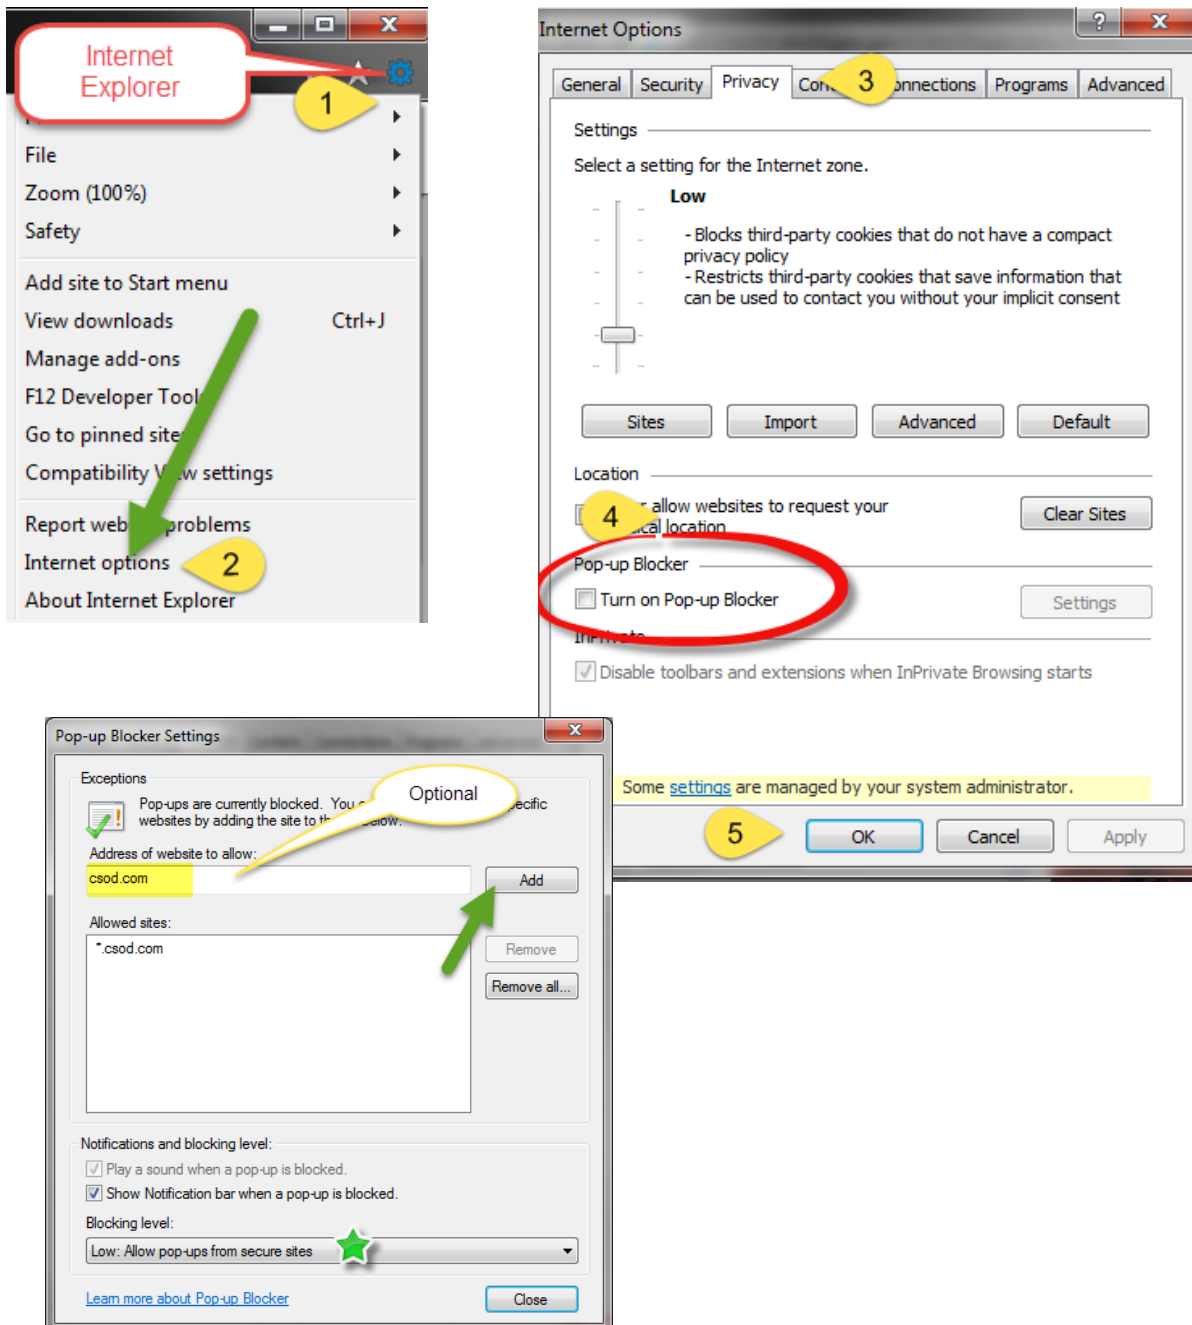 Internet
Explorer
1
File
Zoom (100%)
Safety
Add site to Start menu
View downloads Ctrl+J
Manage add-ons
F12 Developer Tool
Go to pinned site
Compatibility View settings
Report web problems
Internet options 2
About Internet Explorer
Internet Options
General Security Privacy Con 3 onnections Programs Advanced
Settings
Select a setting for the Internet zone.
Low
- Blocks third-party cookies that do not have a compact
privacy policy
- Restricts third-party cookies that save information that
can be used to contact you without your implicit consent
Sites Import Advanced Default
Location
4 r allow websites to request your
ical location
Clear Sites
Pop-up Blocker
Turn on Pop-up Blocker Settings
InPrivate
Disable toolbars and extensions when InPrivate Browsing starts
Some settings are managed by your system administrator.
5 OK Cancel Apply
Pop-up Blocker Settings
Exceptions
Optional
Pop-ups are currently blocked. You ecific
websites by adding the site to th below.
Address of website to allow:
csod.com Add
Allowed sites:
*.csod.com
Remove
Remove all...
Notifications and blocking level:
Play a sound when a pop-up is blocked.
Show Notification bar when a pop-up is blocked.
Blocking level:
Low: Allow pop-ups from secure sites
Learn more about Pop-up Blocker Close